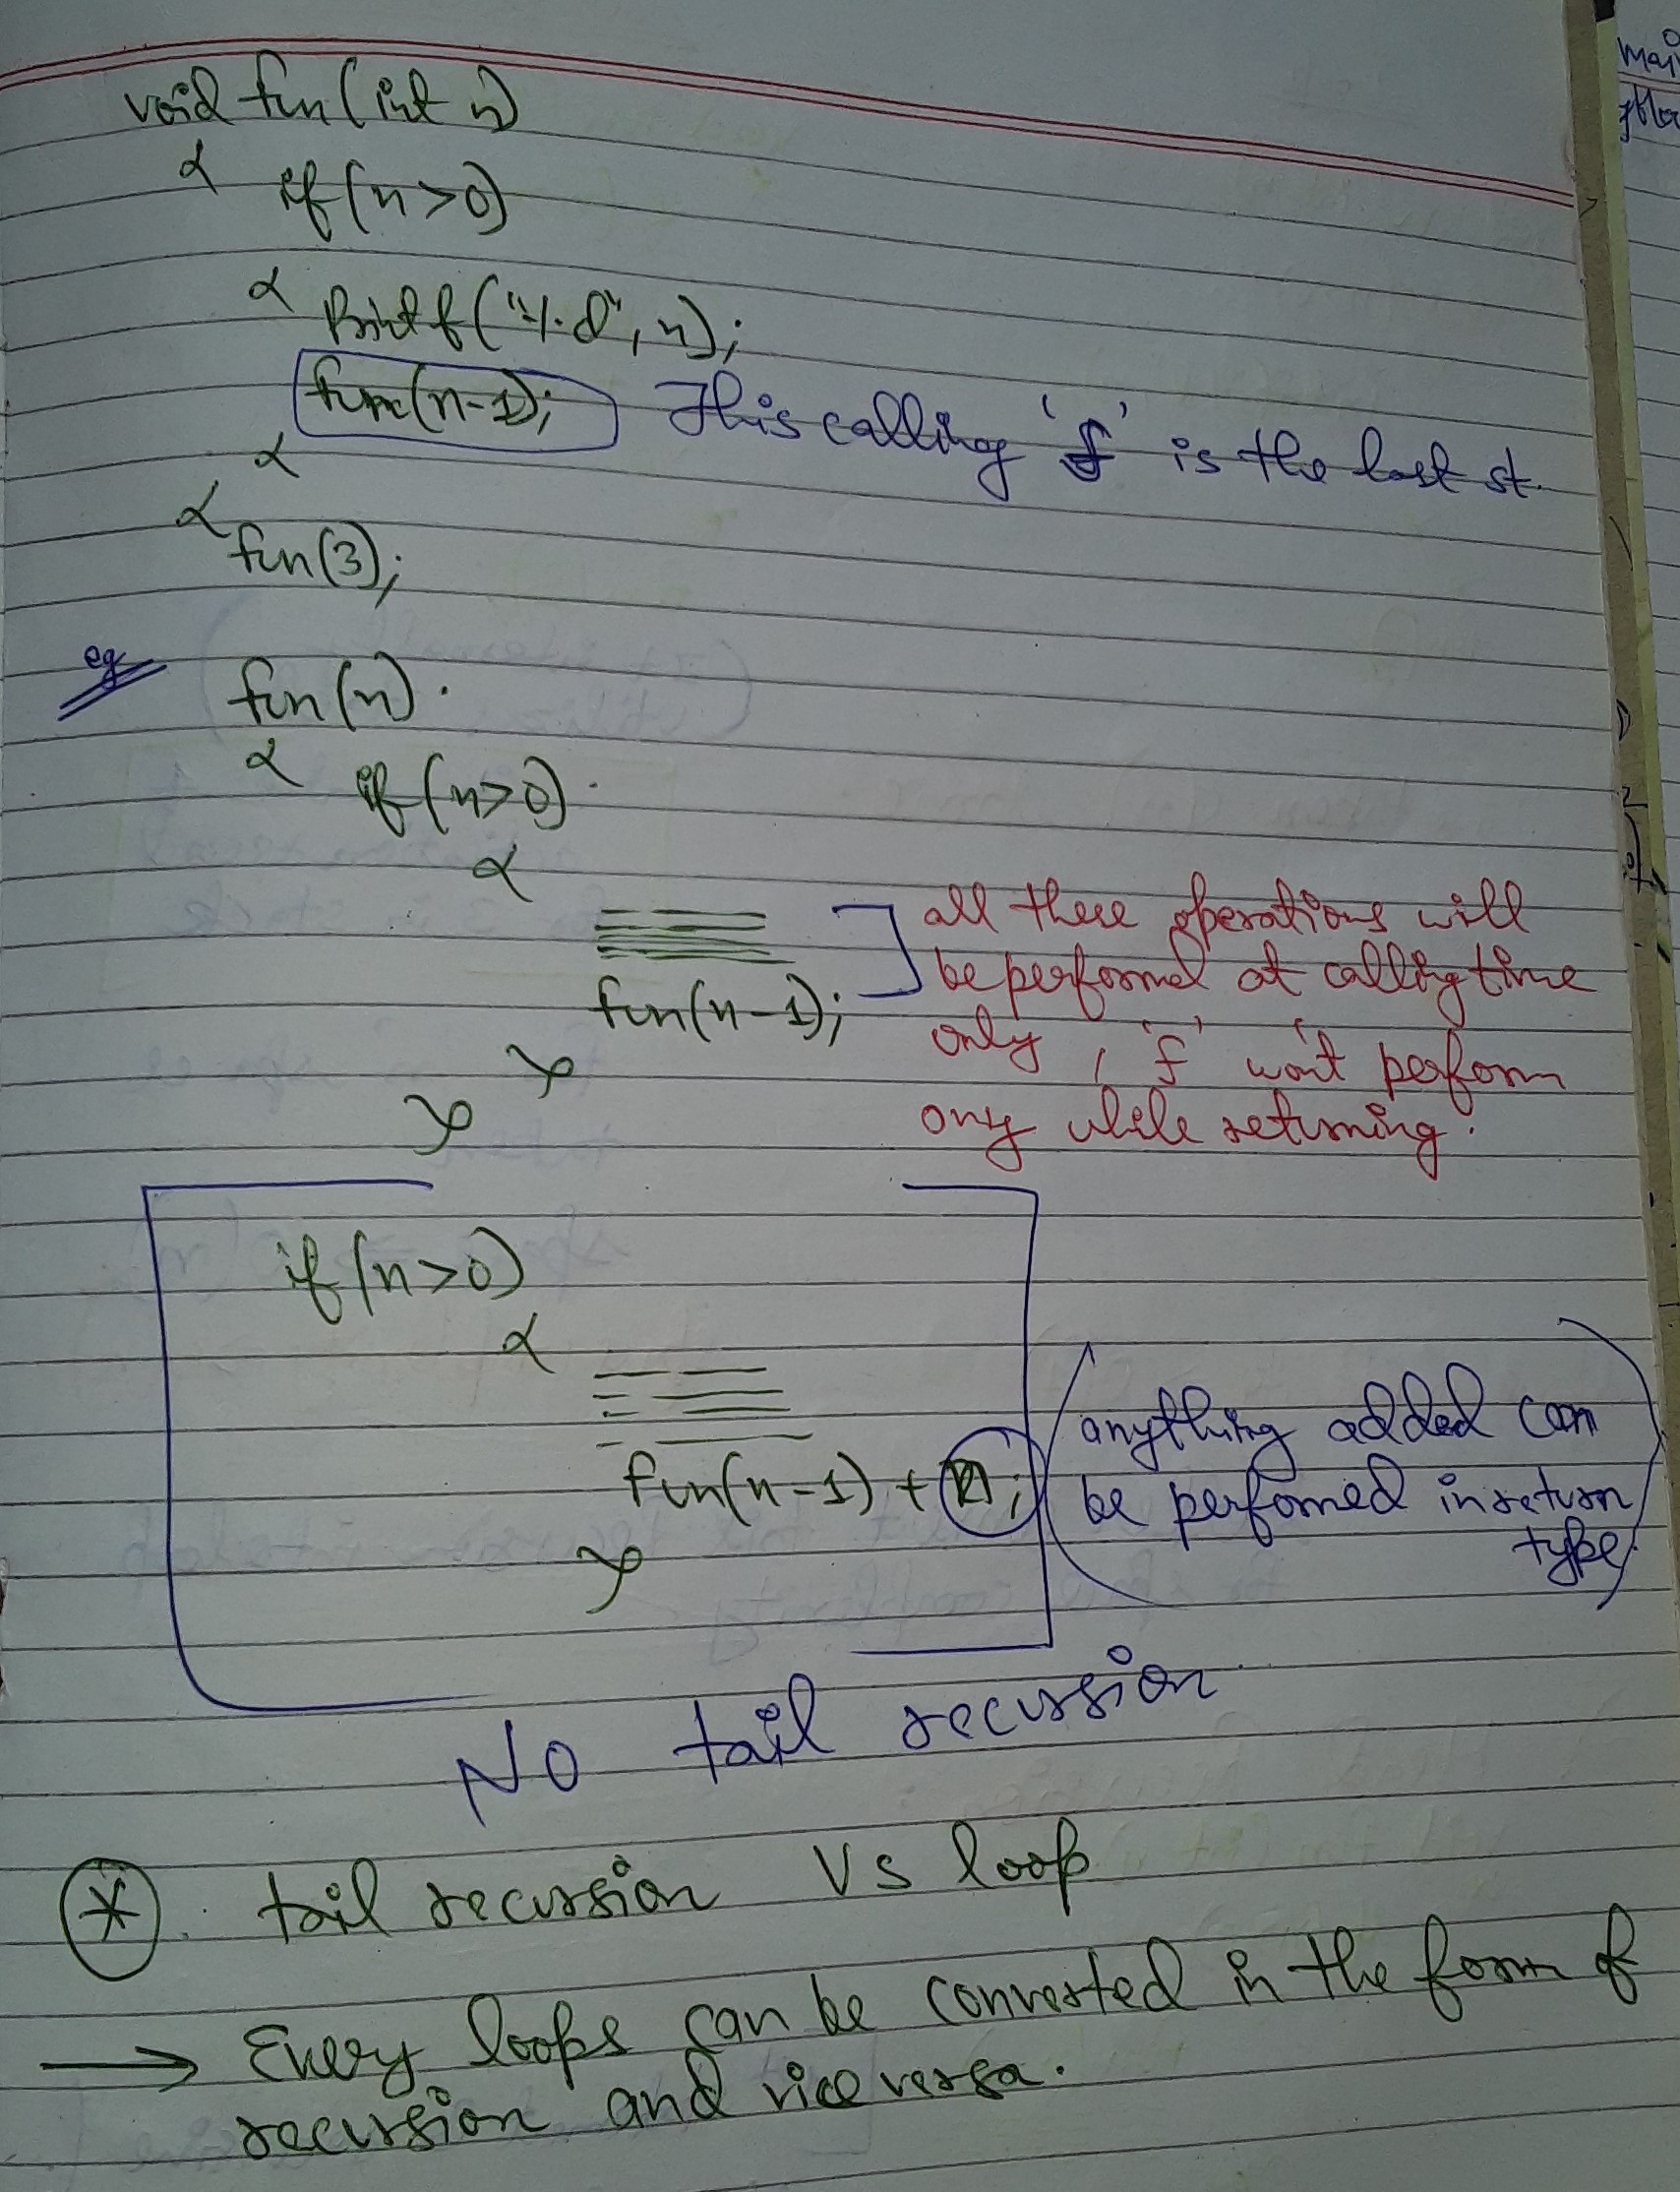 void fun(int n)
{
if(n>0)
{
Printf("%d", n);
func(n-1); This calling 'f' is the last st.
}
}
fun(3);
eg
fun(n).
{
if(n>0).
{
fun(n-1);
all these operations will
be performed at calling time
only, 'f' won't perform
any while returning.
}
}
if(n>0)
{
fun(n-1) + n;
anything added can
be performed in return
type
}
No tail recursion
* tail recursion Vs loop
→ Every loops can be converted in the form of
recursion and vice versa.